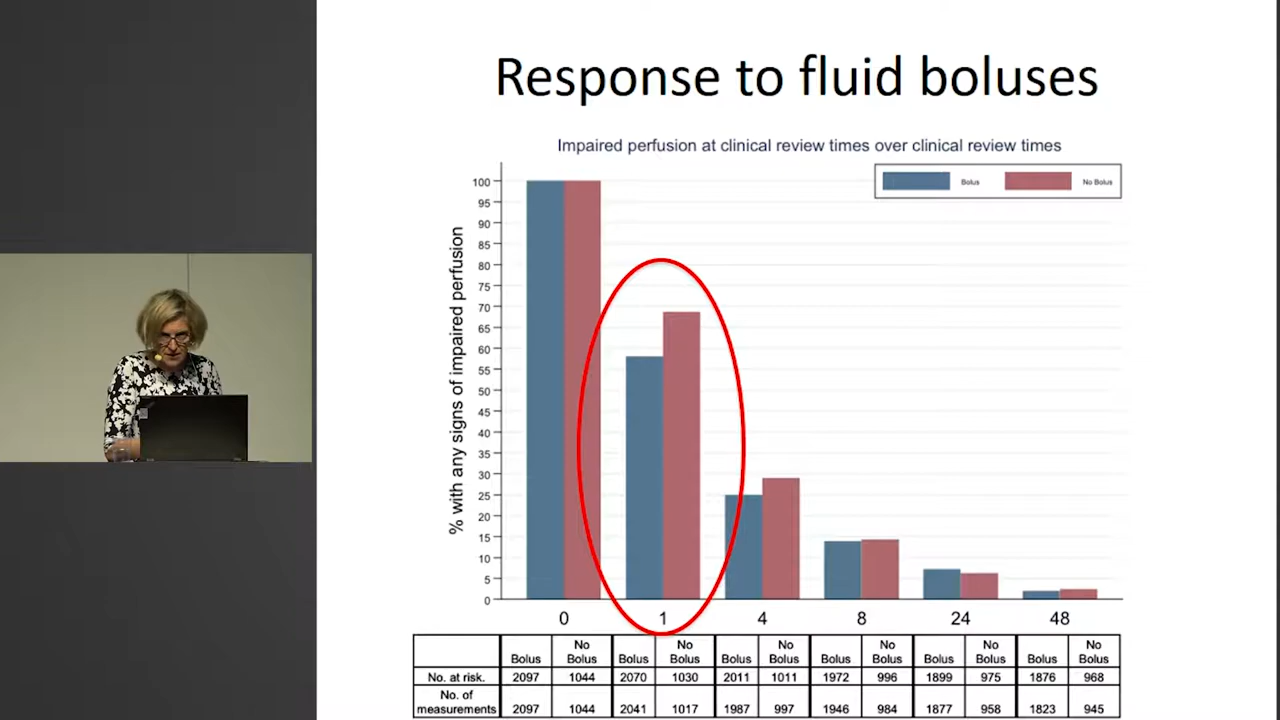 Response to fluid boluses
Impaired perfusion at clinical review times over clinical review times
Bolus No Bolus
% with any signs of impaired perfusion
100
95
90
85
80
75
70
65
60
55
50
45
40
35
30
25
20
15
10
5
0
0 1 4 8 24 48
Bolus No Bolus Bolus No Bolus Bolus No Bolus Bolus No Bolus Bolus No Bolus Bolus No Bolus
No. at risk. 2097 1044 2070 1030 2011 1011 1972 996 1899 975 1876 968
No. of measurements 2097 1044 2041 1017 1987 997 1946 984 1877 958 1823 945